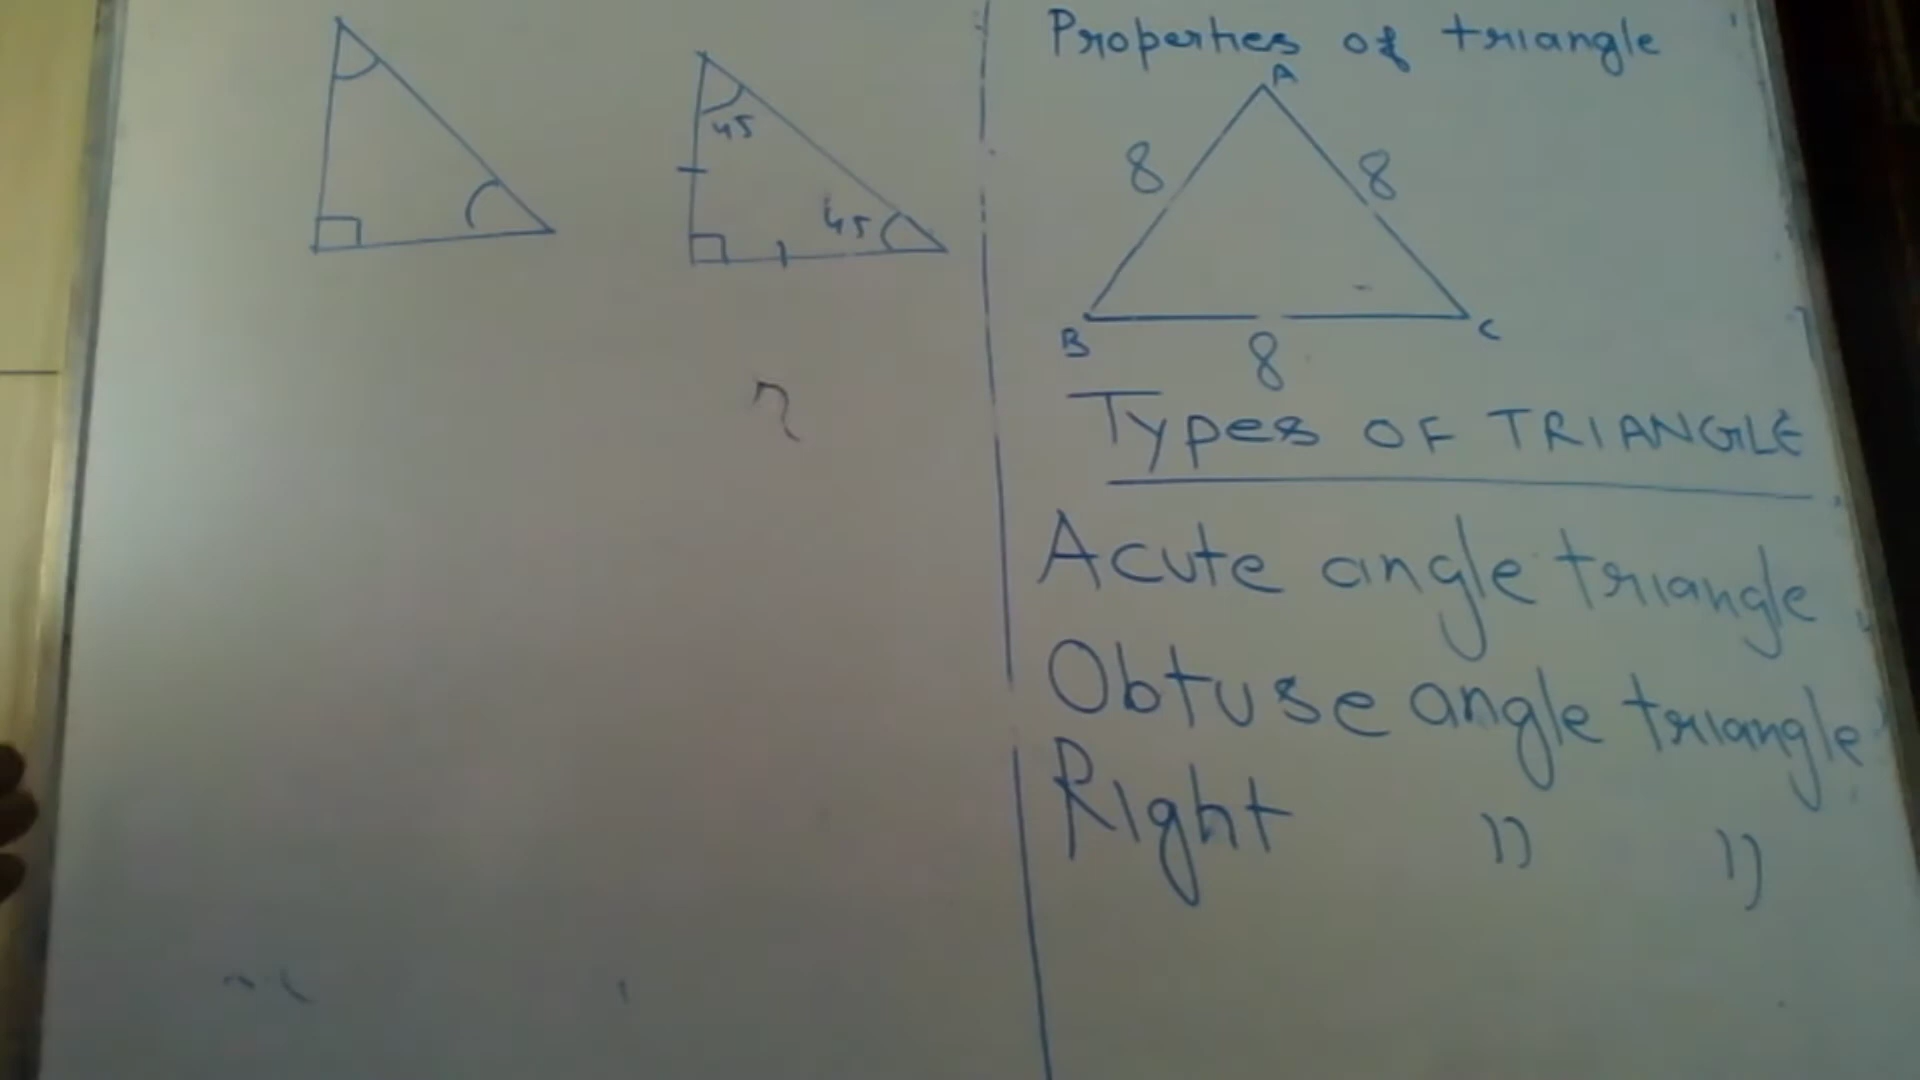 45
45
Properties of triangle
A
8 8
B C
8
Types OF TRIANGLE
Acute angle triangle
Obtuse angle triangle
Right " "